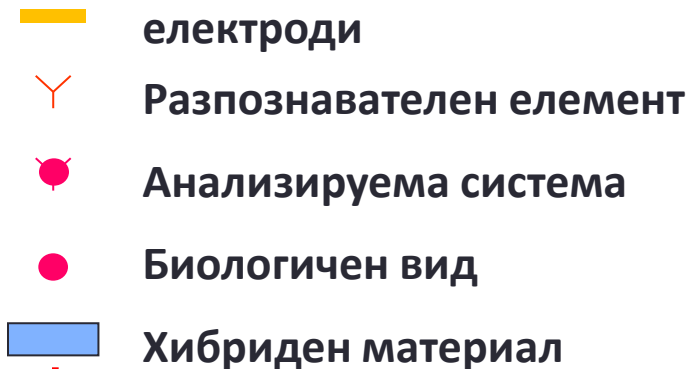 електроди
Разпознавателен елемент
Анализируема система
Биологичен вид
Хибриден материал